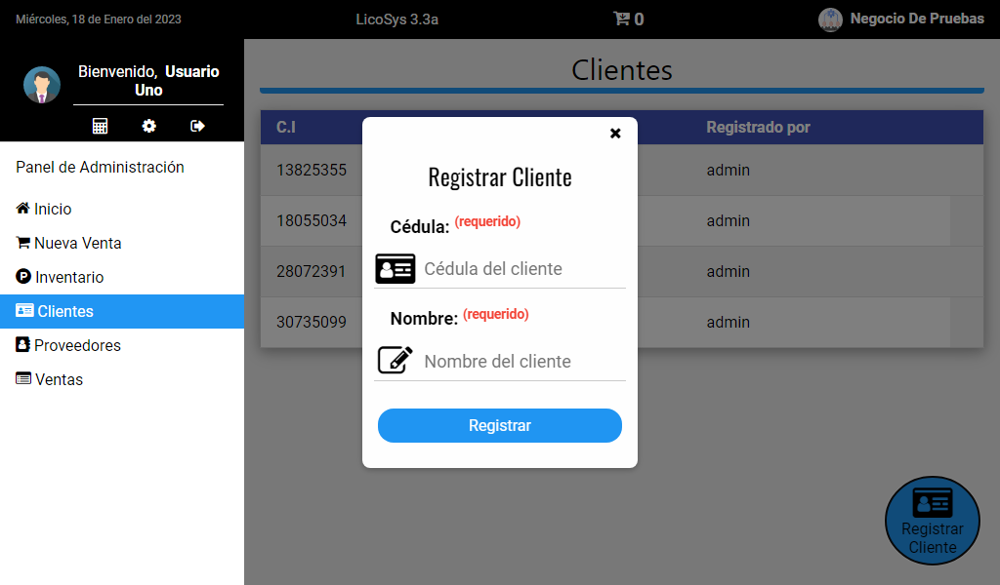 Miércoles, 18 de Enero del 2023
LicoSys 3.3a
0
Negocio De Pruebas
Bienvenido, Usuario
Uno
Panel de Administración
Inicio
Nueva Venta
Inventario
Clientes
Proveedores
Ventas
Clientes
C.I
Registrado por
13825355
admin
18055034
admin
28072391
admin
30735099
admin
Registrar Cliente
Cédula: (requerido)
Cédula del cliente
Nombre: (requerido)
Nombre del cliente
Registrar
Registrar
Cliente